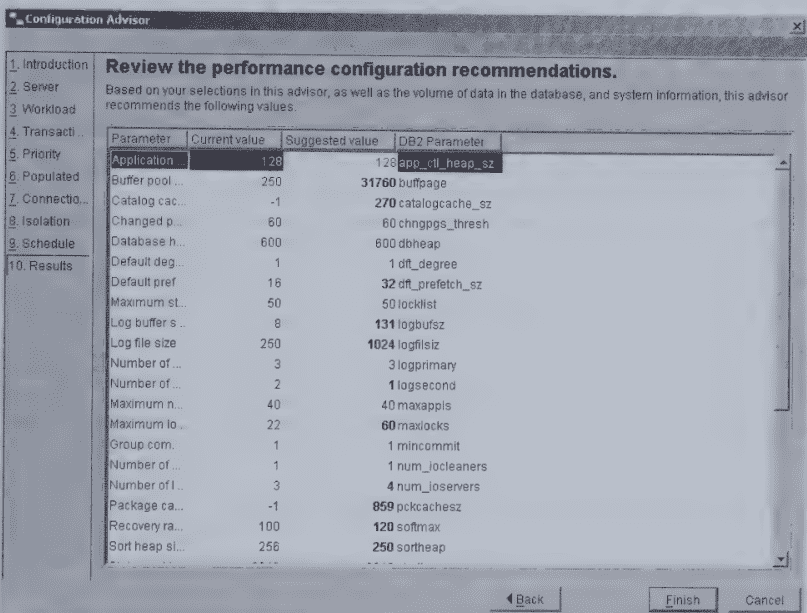 Configuration Advisor
1. Introduction
2. Server
3. Workload
4. Transacti...
5. Priority
6. Populated
7. Connectio...
8. Isolation
9. Schedule
10. Results
Review the performance configuration recommendations.
Based on your selections in this advisor, as well as the volume of data in the database, and system information, this advisor
recommends the following values.
Parameter Current value Suggested value DB2 Parameter
Application ... 128 128 app_ctl_heap_sz
Buffer pool ... 250 31760 buffpage
Catalog cac... -1 270 catalogcache_sz
Changed p... 60 60 chngpgs_thresh
Database h... 600 600 dbheap
Default deg... 1 1 dft_degree
Default pref 16 32 dft_prefetch_sz
Maximum st... 50 50 locklist
Log buffer s... 8 131 logbufsz
Log file size 250 1024 logfilsiz
Number of ... 3 3 logprimary
Number of ... 2 1 logsecond
Maximum n... 40 40 maxappls
Maximum lo... 22 60 maxlocks
Group com. 1 1 mincommit
Number of ... 1 1 num_iocleaners
Number of I... 3 4 num_ioservers
Package ca... -1 859 pckcachesz
Recovery ra... 100 120 softmax
Sort heap si... 256 250 sortheap
Back
Finish
Cancel